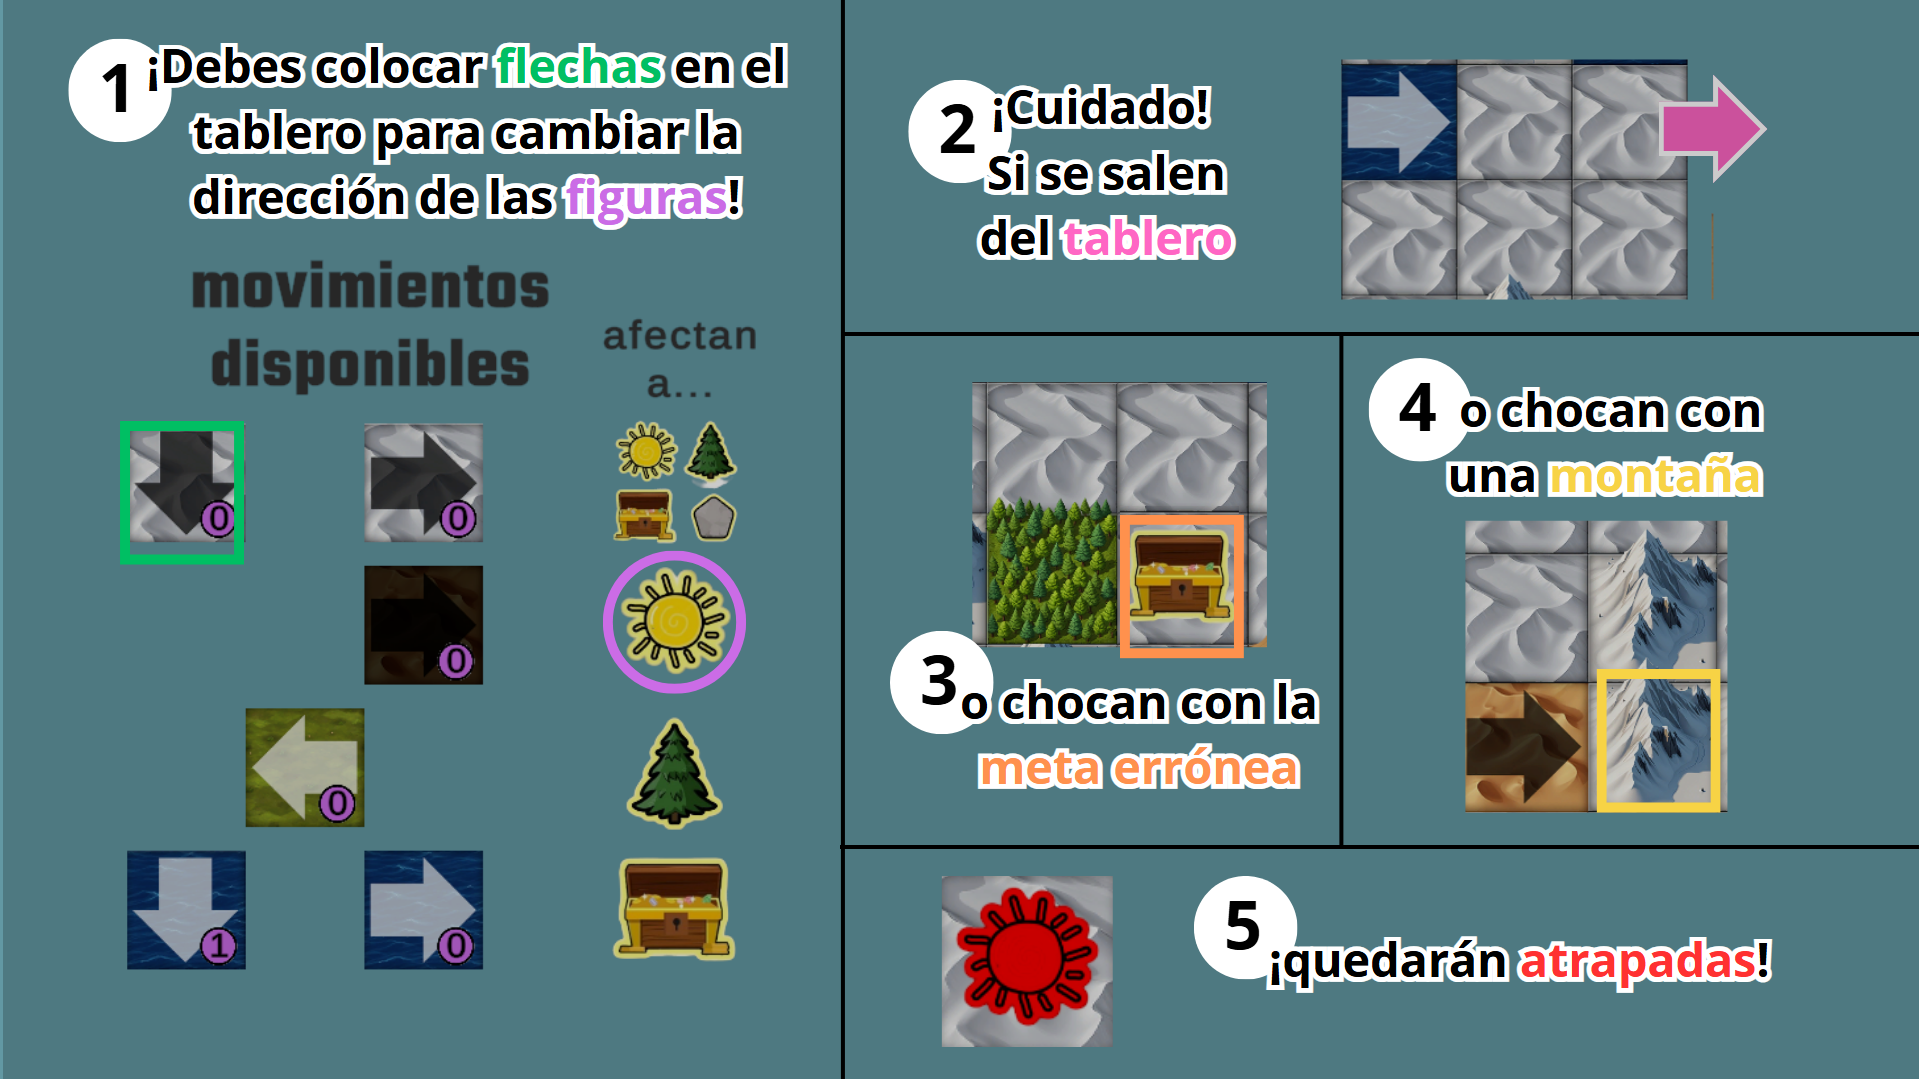 1
¡Debes colocar flechas en el
tablero para cambiar la
dirección de las figuras!
movimientos
disponibles
afectan
a...
0
0
0
0
1
0
2
¡Cuidado!
Si se salen
del tablero
3
o chocan con la
meta errónea
4
o chocan con
una montaña
5
¡quedarán atrapadas!